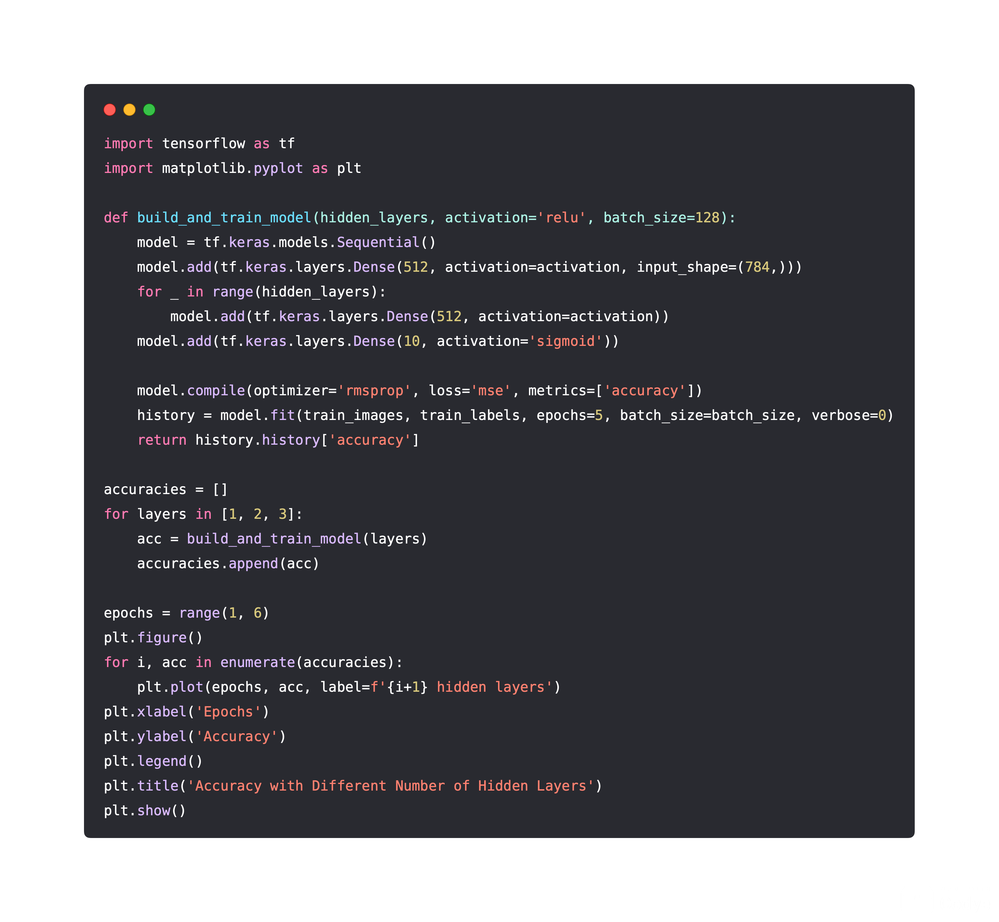 import tensorflow as tf
import matplotlib.pyplot as plt

def build_and_train_model(hidden_layers, activation='relu', batch_size=128):
    model = tf.keras.models.Sequential()
    model.add(tf.keras.layers.Dense(512, activation=activation, input_shape=(784,)))
    for _ in range(hidden_layers):
        model.add(tf.keras.layers.Dense(512, activation=activation))
    model.add(tf.keras.layers.Dense(10, activation='sigmoid'))

    model.compile(optimizer='rmsprop', loss='mse', metrics=['accuracy'])
    history = model.fit(train_images, train_labels, epochs=5, batch_size=batch_size, verbose=0)
    return history.history['accuracy']

accuracies = []
for layers in [1, 2, 3]:
    acc = build_and_train_model(layers)
    accuracies.append(acc)

epochs = range(1, 6)
plt.figure()
for i, acc in enumerate(accuracies):
    plt.plot(epochs, acc, label=f'{i+1} hidden layers')
plt.xlabel('Epochs')
plt.ylabel('Accuracy')
plt.legend()
plt.title('Accuracy with Different Number of Hidden Layers')
plt.show()